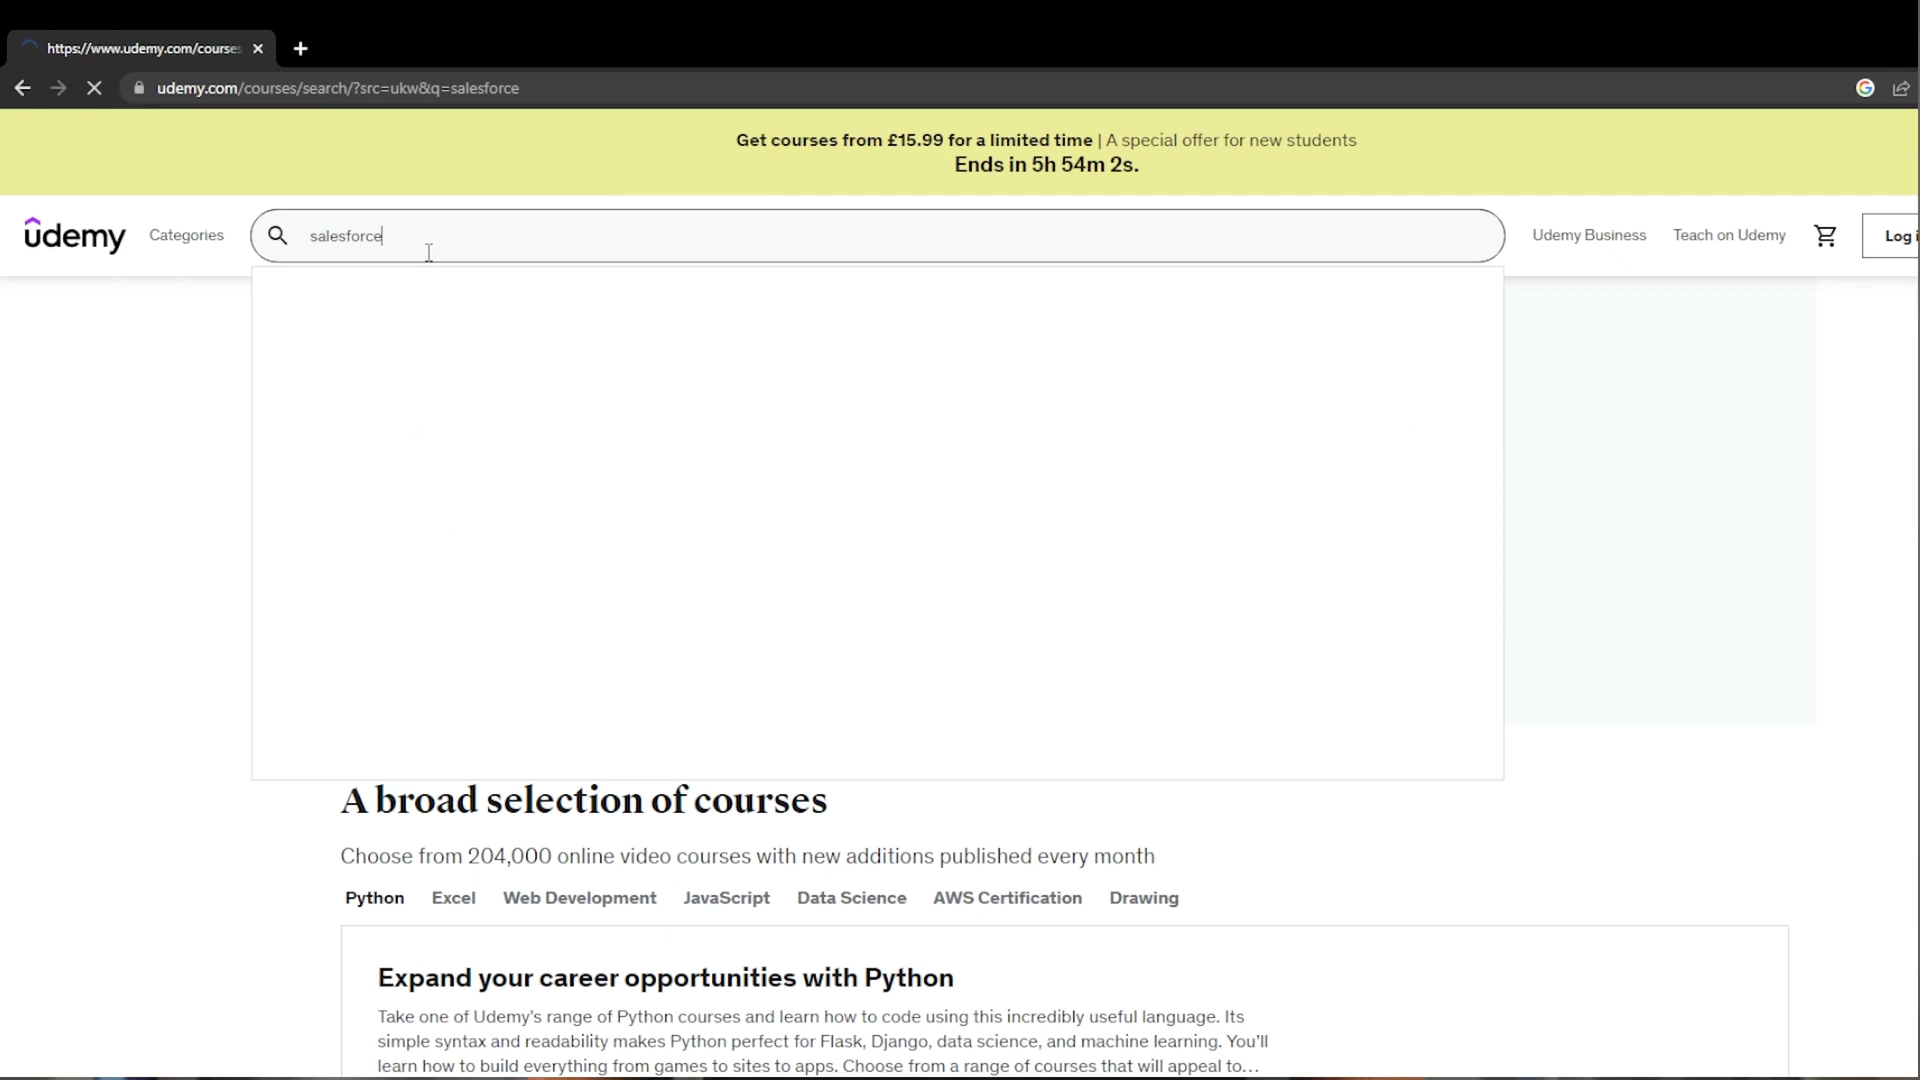 https://www.udemy.com/courses
udemy.com/courses/search/?src=ukw&q=salesforce
Get courses from £15.99 for a limited time | A special offer for new students
Ends in 5h 54m 2s.
ûdemy
Categories
salesforce
Udemy Business
Teach on Udemy
Log i
A broad selection of courses
Choose from 204,000 online video courses with new additions published every month
Python Excel Web Development JavaScript Data Science AWS Certification Drawing
Expand your career opportunities with Python
Take one of Udemy’s range of Python courses and learn how to code using this incredibly useful language. Its
simple syntax and readability makes Python perfect for Flask, Django, data science, and machine learning. You’ll
learn how to build everything from games to sites to apps. Choose from a range of courses that will appeal to…